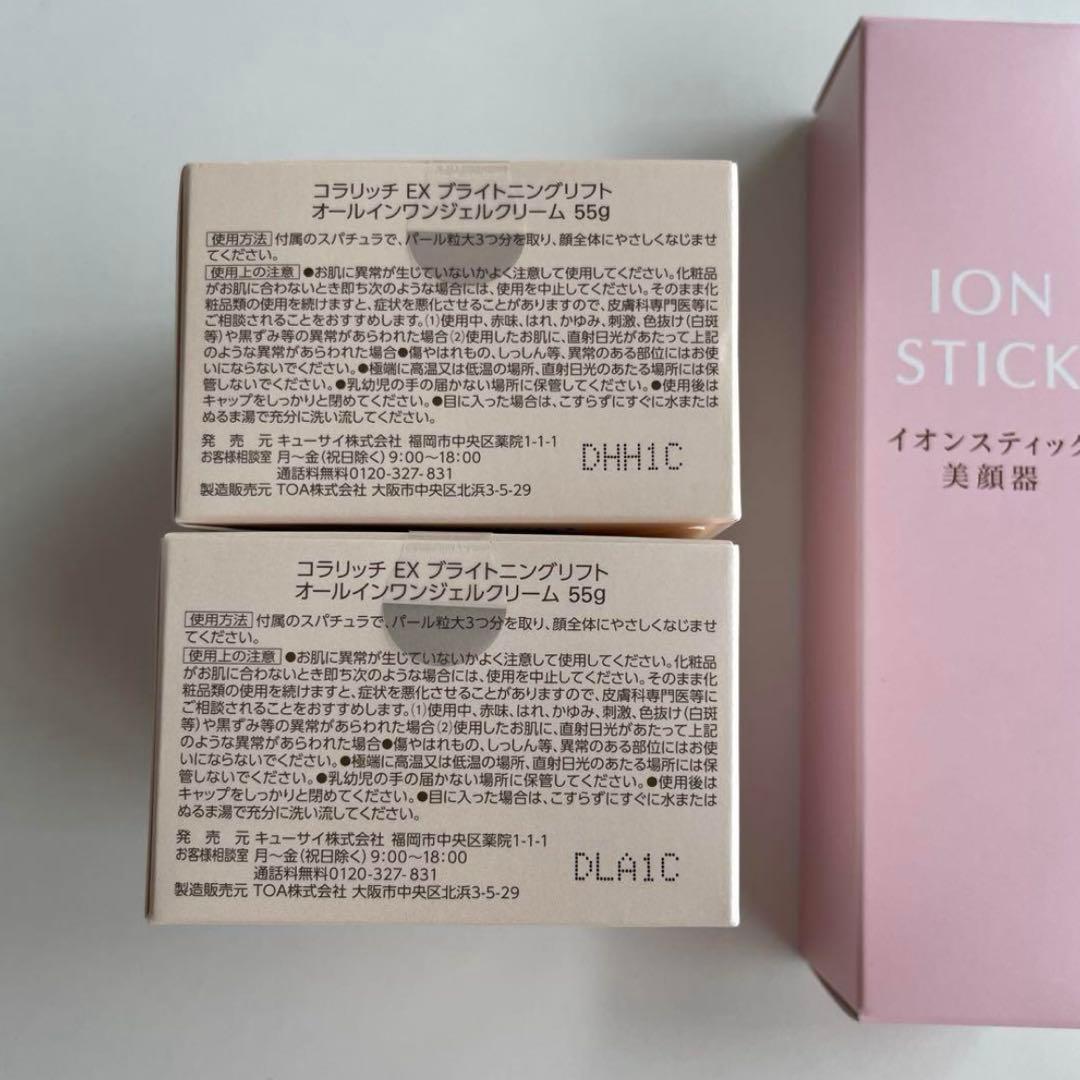 コラリッチ EX ブライトニングリフト
オールインワンジェルクリーム 55g
使用方法 付属のスパチュラで、パール粒大3つ分を取り、顔全体にやさしくなじませ
てください。
使用上の注意 ●お肌に異常が生じていないかよく注意して使用してください。化粧品
がお肌に合わないとき即ち次のような場合には、使用を中止してください。そのまま化
粧品類の使用を続けますと、症状を悪化させることがありますので、皮膚科専門医等に
ご相談されることをおすすめします。(1)使用中、赤味、はれ、かゆみ、刺激、色抜け(白斑
等)や黒ずみ等の異常があらわれた場合(2)使用したお肌に、直射日光があたって上記
のような異常があらわれた場合●傷やはれもの、しっしん等、異常のある部位にはお使
いにならないでください。●極端に高温又は低温の場所、直射日光のあたる場所には保
管しないでください。●乳幼児の手の届かない場所に保管してください。●使用後は
キャップをしっかりと閉めてください。●目に入った場合は、こすらずにすぐに水または
ぬるま湯で充分に洗い流してください。
発売元 キューサイ株式会社 福岡市中央区薬院1-1-1
お客様相談室 月～金(祝日除く)9:00～18:00
通話料無料0120-327-831
製造販売元 TOA株式会社 大阪市中央区北浜3-5-29
DHH1C
コラリッチ EX ブライトニングリフト
オールインワンジェルクリーム 55g
使用方法 付属のスパチュラで、パール粒大3つ分を取り、顔全体にやさしくなじませ
てください。
使用上の注意 ●お肌に異常が生じていないかよく注意して使用してください。化粧品
がお肌に合わないとき即ち次のような場合には、使用を中止してください。そのまま化
粧品類の使用を続けますと、症状を悪化させることがありますので、皮膚科専門医等に
ご相談されることをおすすめします。(1)使用中、赤味、はれ、かゆみ、刺激、色抜け(白斑
等)や黒ずみ等の異常があらわれた場合(2)使用したお肌に、直射日光があたって上記
のような異常があらわれた場合●傷やはれもの、しっしん等、異常のある部位にはお使
いにならないでください。●極端に高温又は低温の場所、直射日光のあたる場所には保
管しないでください。●乳幼児の手の届かない場所に保管してください。●使用後は
キャップをしっかりと閉めてください。●目に入った場合は、こすらずにすぐに水または
ぬるま湯で充分に洗い流してください。
発売元 キューサイ株式会社 福岡市中央区薬院1-1-1
お客様相談室 月～金(祝日除く)9:00～18:00
通話料無料0120-327-831
製造販売元 TOA株式会社 大阪市中央区北浜3-5-29
DLA1C
ION
STICK
イオンスティック
美顔器